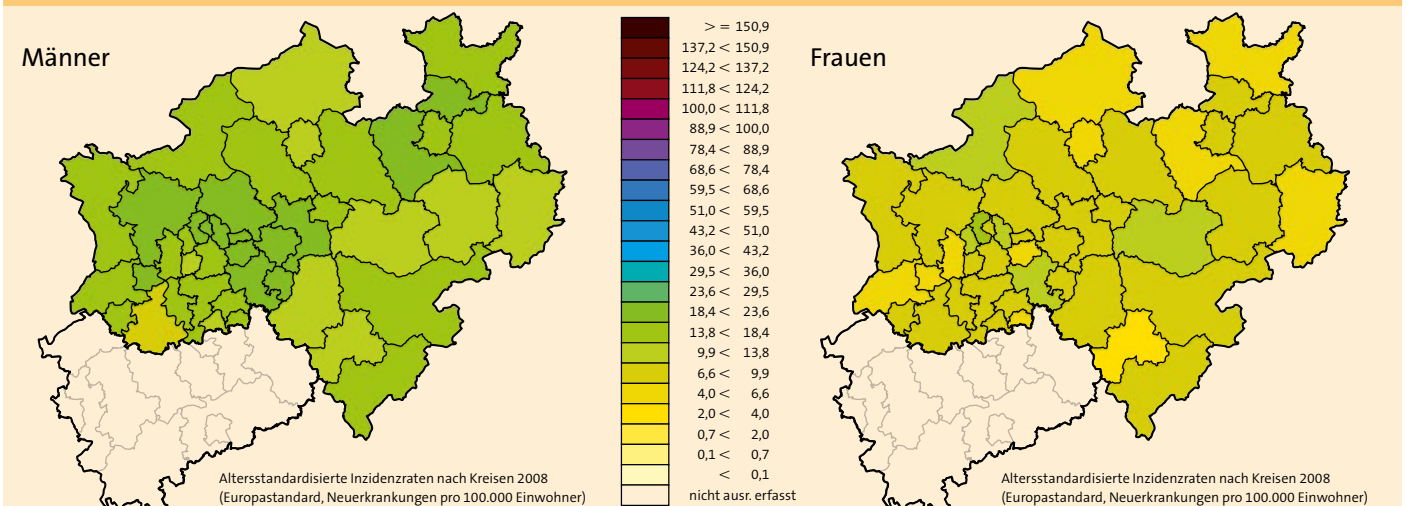 Männer
> = 150,9
137,2 < 150,9
124,2 < 137,2
111,8 < 124,2
100,0 < 111,8
88,9 < 100,0
78,4 < 88,9
68,6 < 78,4
59,5 < 68,6
51,0 < 59,5
43,2 < 51,0
36,0 < 43,2
29,5 < 36,0
23,6 < 29,5
18,4 < 23,6
13,8 < 18,4
9,9 < 13,8
6,6 < 9,9
4,0 < 6,6
2,0 < 4,0
0,7 < 2,0
0,1 < 0,7
< 0,1
nicht ausr. erfasst
Frauen
Altersstandardisierte Inzidenzraten nach Kreisen 2008
(Europastandard, Neuerkrankungen pro 100.000 Einwohner)
Altersstandardisierte Inzidenzraten nach Kreisen 2008
(Europastandard, Neuerkrankungen pro 100.000 Einwohner)